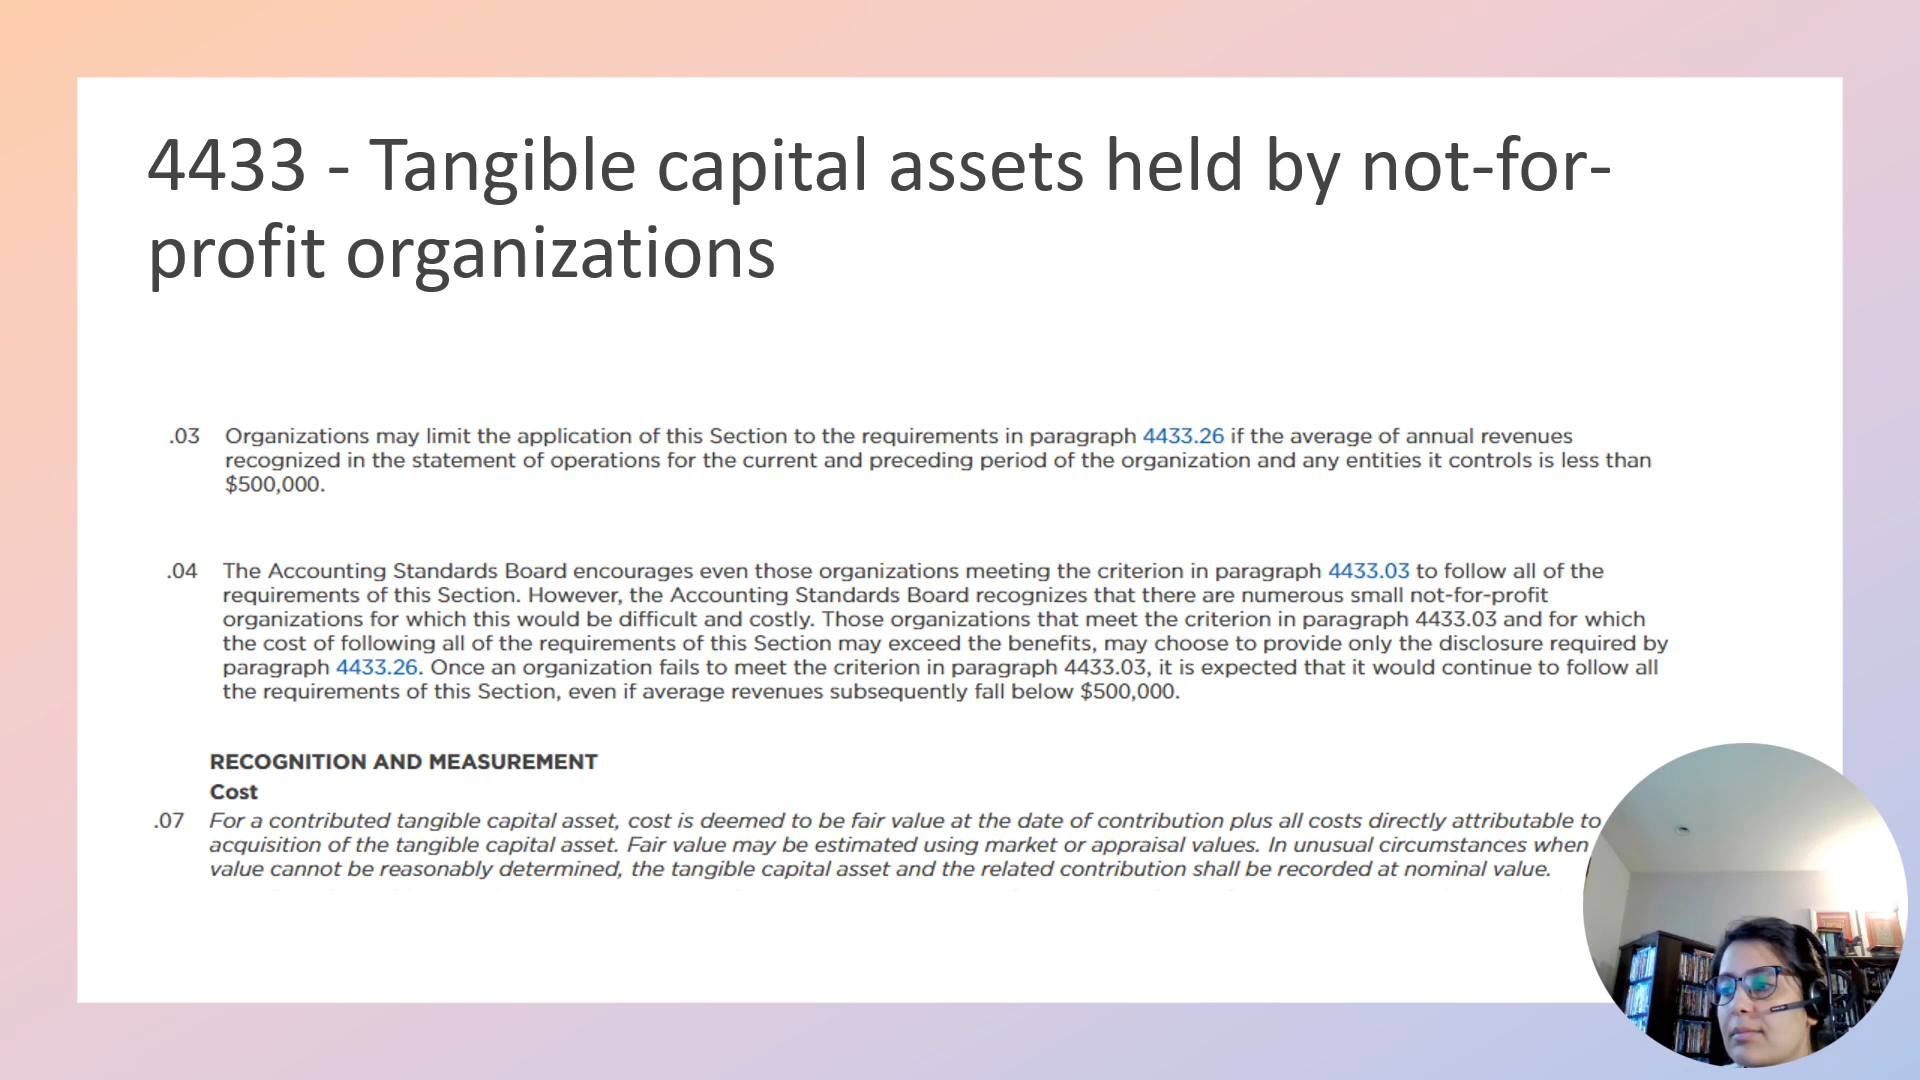 4433 - Tangible capital assets held by not-for-
profit organizations
.03 Organizations may limit the application of this Section to the requirements in paragraph 4433.26 if the average of annual revenues
recognized in the statement of operations for the current and preceding period of the organization and any entities it controls is less than
$500,000.
.04 The Accounting Standards Board encourages even those organizations meeting the criterion in paragraph 4433.03 to follow all of the
requirements of this Section. However, the Accounting Standards Board recognizes that there are numerous small not-for-profit
organizations for which this would be difficult and costly. Those organizations that meet the criterion in paragraph 4433.03 and for which
the cost of following all of the requirements of this Section may exceed the benefits, may choose to provide only the disclosure required by
paragraph 4433.26. Once an organization fails to meet the criterion in paragraph 4433.03, it is expected that it would continue to follow all
the requirements of this Section, even if average revenues subsequently fall below $500,000.
RECOGNITION AND MEASUREMENT
Cost
.07 For a contributed tangible capital asset, cost is deemed to be fair value at the date of contribution plus all costs directly attributable to
acquisition of the tangible capital asset. Fair value may be estimated using market or appraisal values. In unusual circumstances when
value cannot be reasonably determined, the tangible capital asset and the related contribution shall be recorded at nominal value.